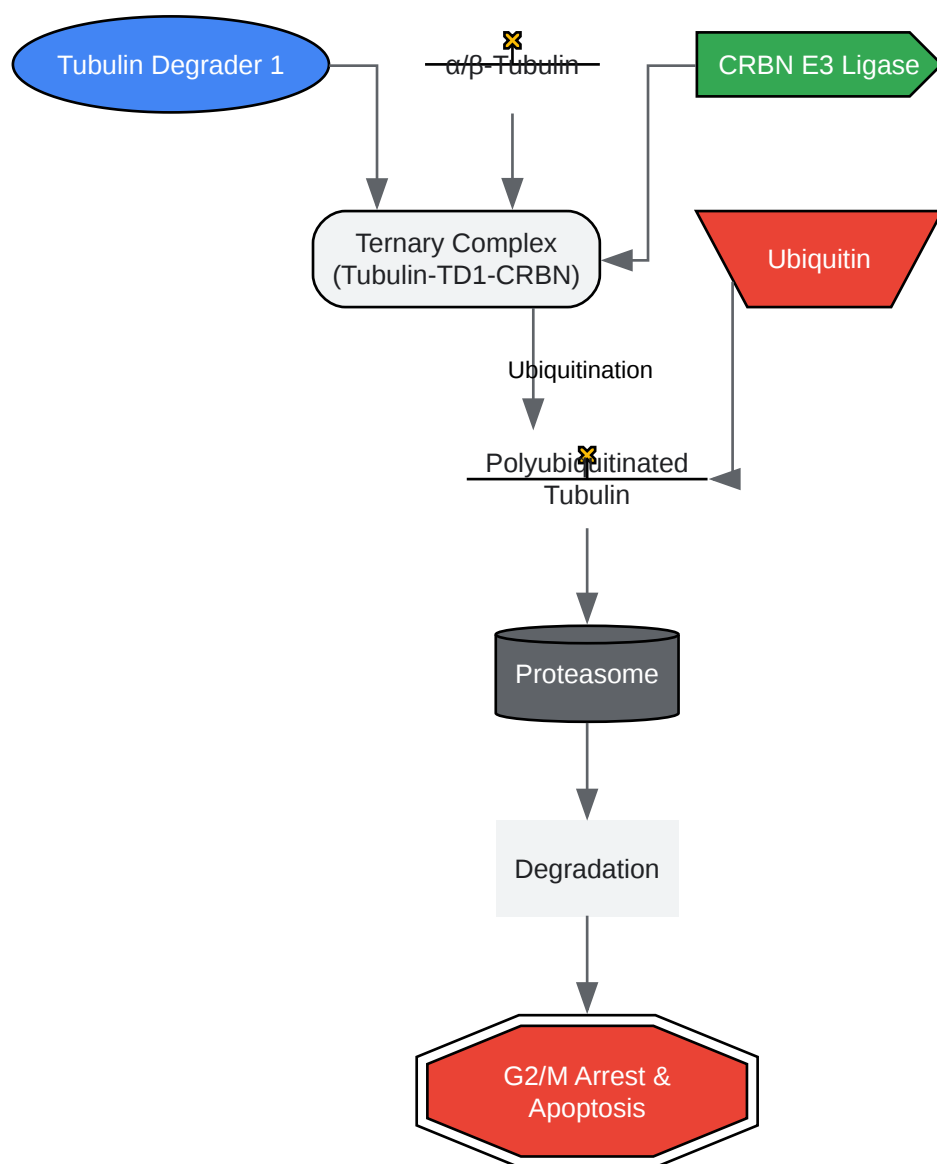 Tubulin Degrader 1
α/β-Tubulin
CRBN E3 Ligase
Ternary Complex
(Tubulin-TD1-CRBN)
Ubiquitin
Ubiquitination
Polyubiquitinated
Tubulin
Proteasome
Degradation
G2/M Arrest &
Apoptosis